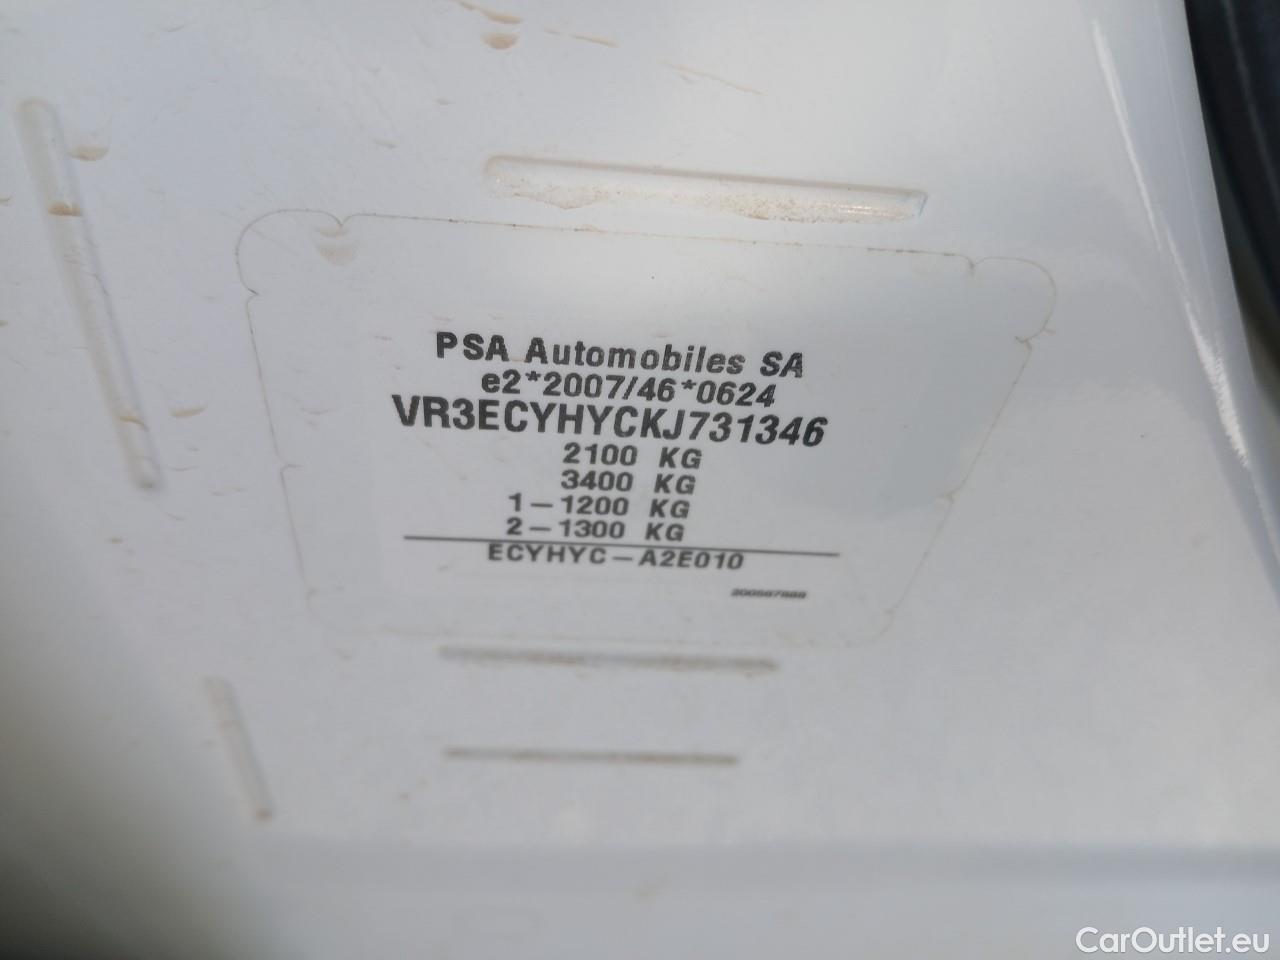 PSA Automobiles SA
e2*2007/46*0624
VR3ECYHYCKJ731346
2100 KG
3400 KG
1-1200 KG
2-1300 KG
ECYHYC-A2E010
CarOutlet.eu